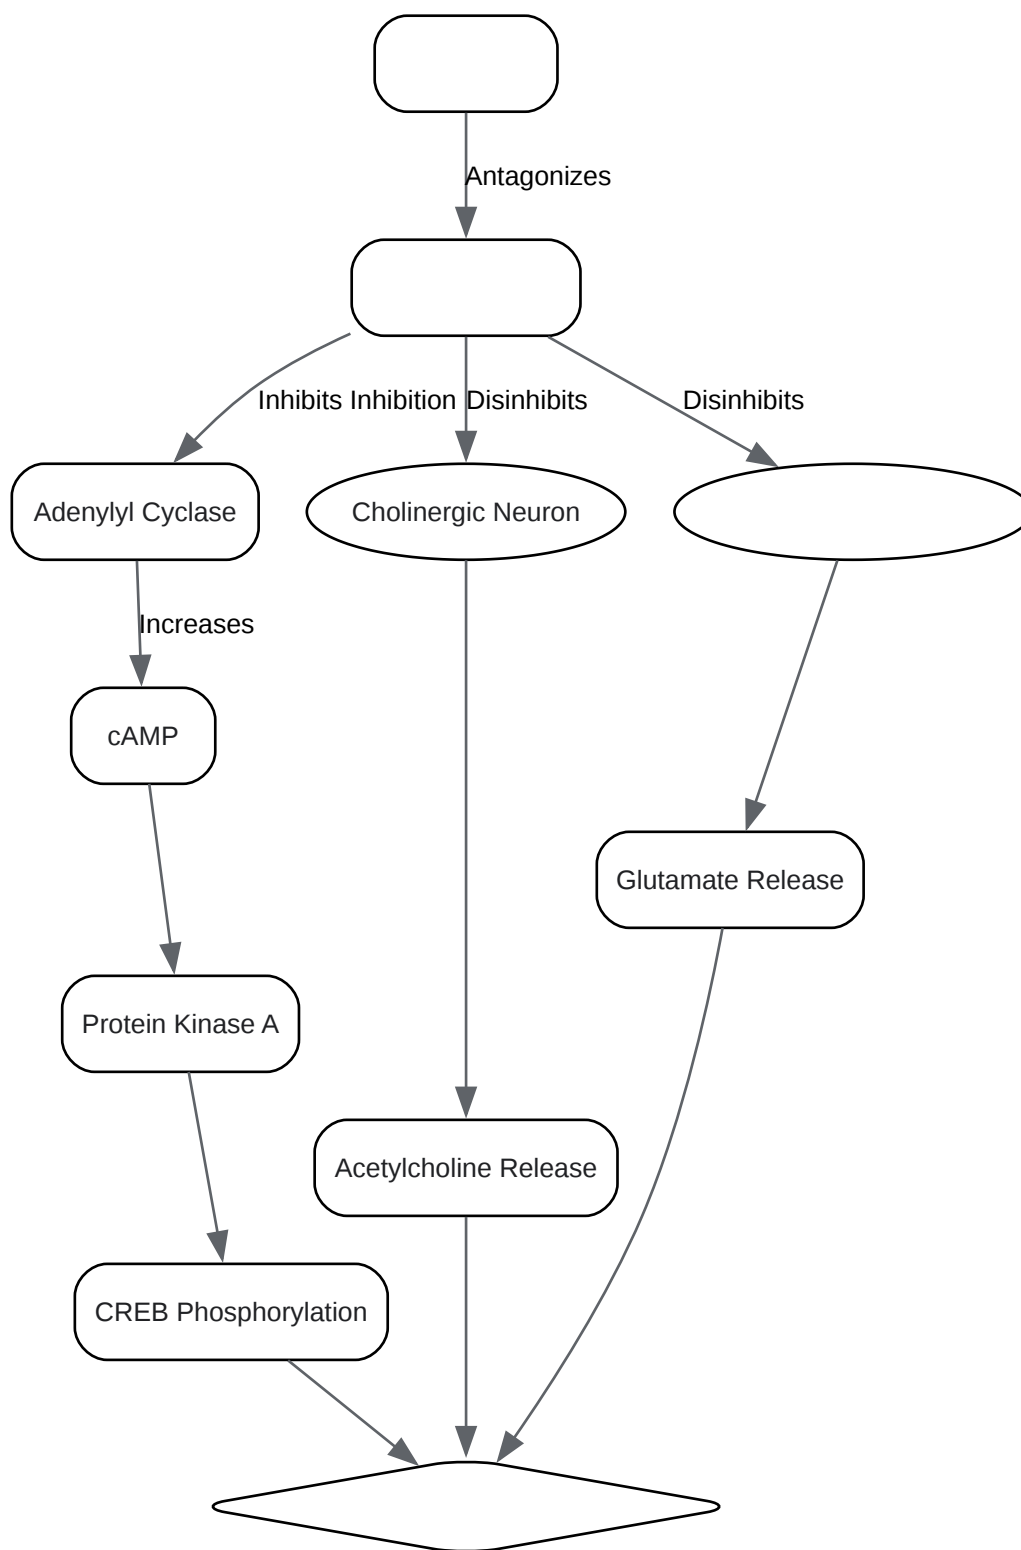 Antagonizes
Inhibits Inhibition
Disinhibits
Disinhibits
Adenylyl Cyclase
Cholinergic Neuron
Increases
cAMP
Glutamate Release
Protein Kinase A
Acetylcholine Release
CREB Phosphorylation